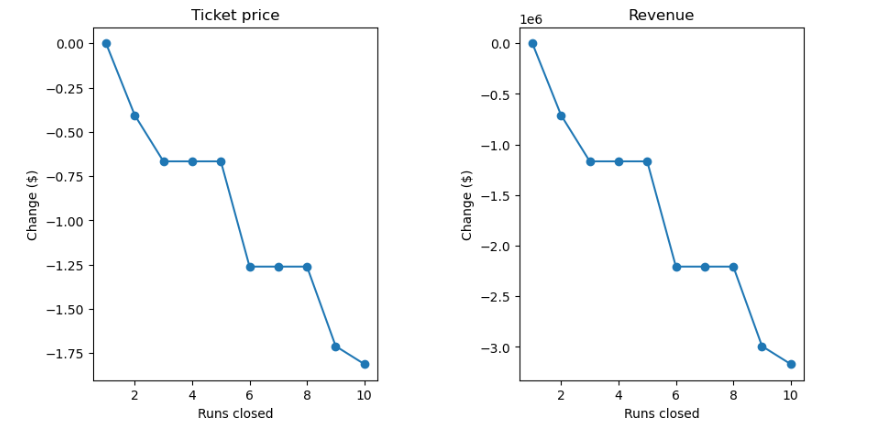 Ticket price
0.00
−0.25
−0.50
−0.75
−1.00
−1.25
−1.50
−1.75
Change ($)
2 4 6 8 10
Runs closed
Revenue
1e6
0.0
−0.5
−1.0
−1.5
−2.0
−2.5
−3.0
Change ($)
2 4 6 8 10
Runs closed